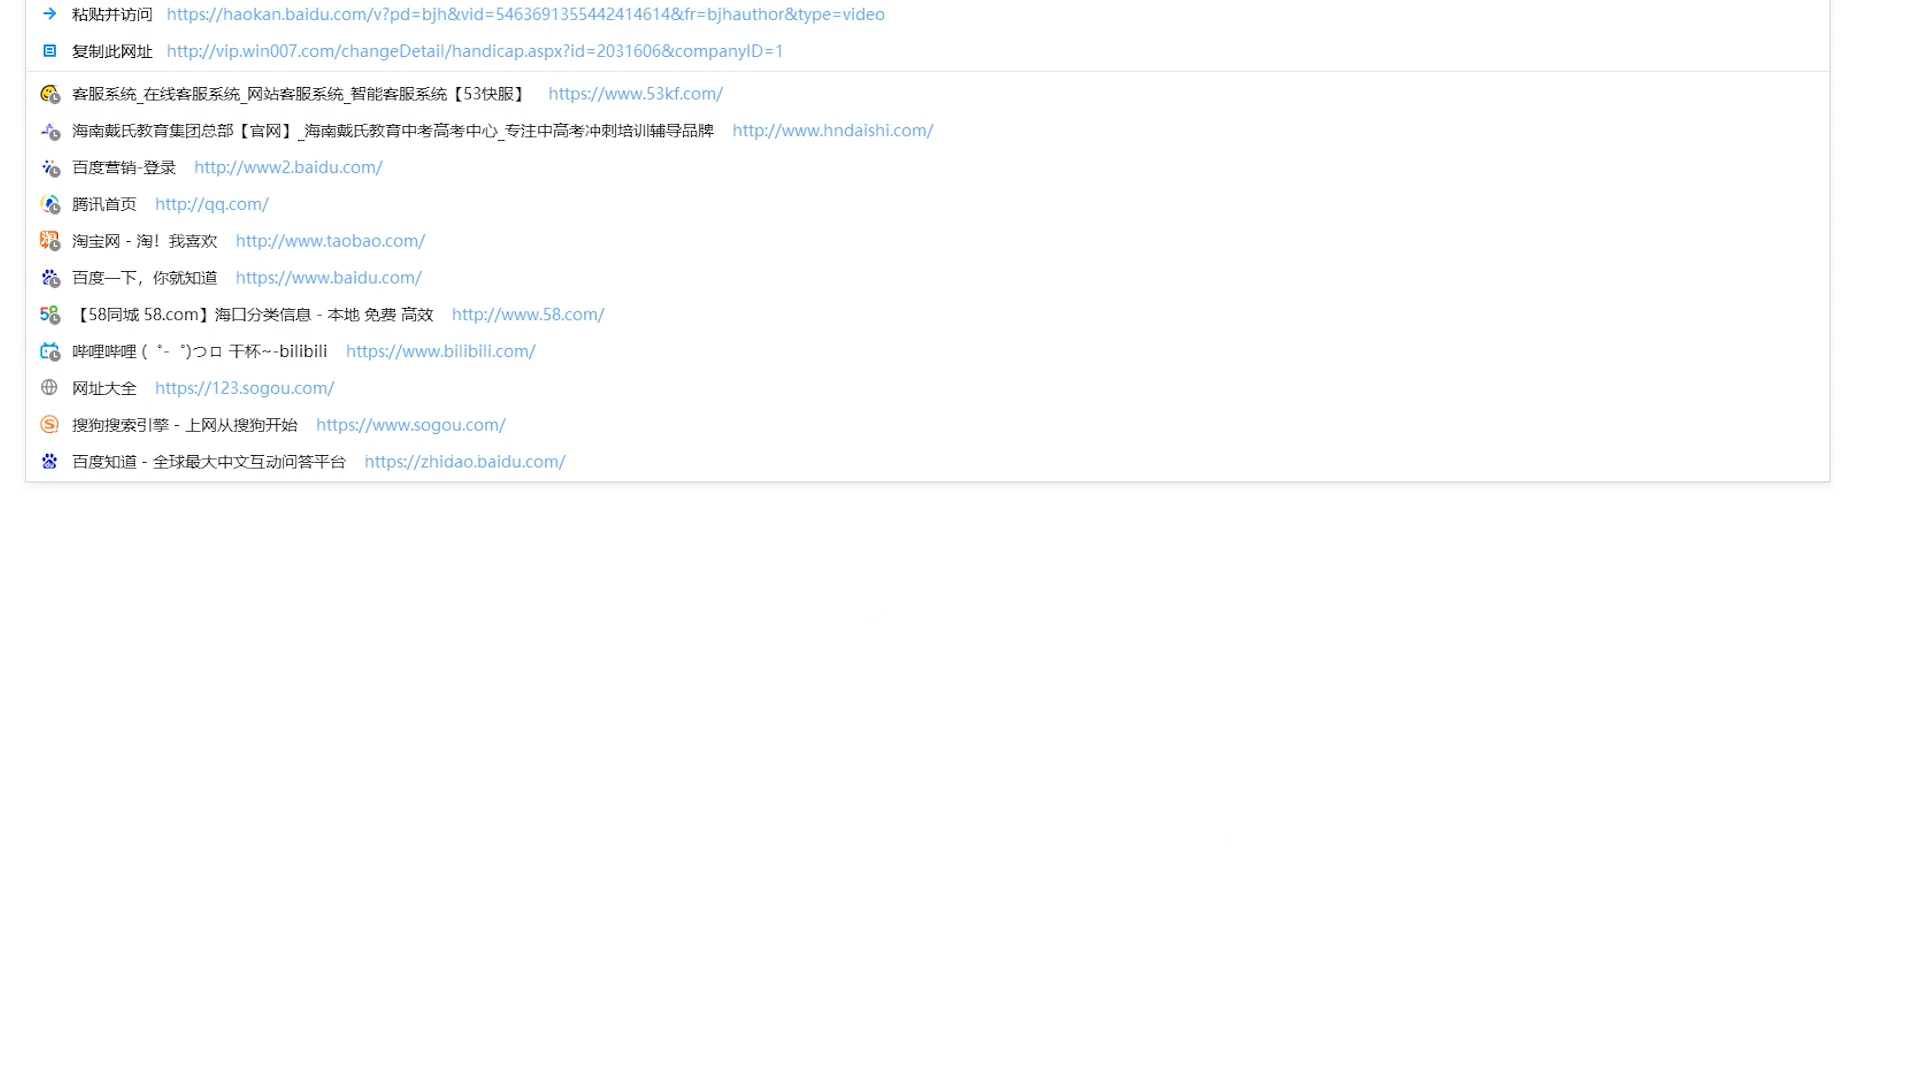 粘贴并访问 https://haokan.baidu.com/v?pd=bjh&vid=5463691355442414614&fr=bjhauthor&type=video
复制此网址 http://vip.win007.com/changeDetail/handicap.aspx?id=2031606&companyID=1
客服系统_在线客服系统_网站客服系统_智能客服系统【53快服】 https://www.53kf.com/
海南戴氏教育集团总部【官网】_海南戴氏教育中考高考中心_专注中高考冲刺培训辅导品牌 http://www.hndaishi.com/
百度营销-登录 http://www2.baidu.com/
腾讯首页 http://qq.com/
淘宝网 - 淘！我喜欢 http://www.taobao.com/
百度一下，你就知道 https://www.baidu.com/
【58同城 58.com】海口分类信息 - 本地 免费 高效 http://www.58.com/
哔哩哔哩 (゜-゜)つロ 干杯~-bilibili https://www.bilibili.com/
网址大全 https://123.sogou.com/
搜狗搜索引擎 - 上网从搜狗开始 https://www.sogou.com/
百度知道 - 全球最大中文互动问答平台 https://zhidao.baidu.com/